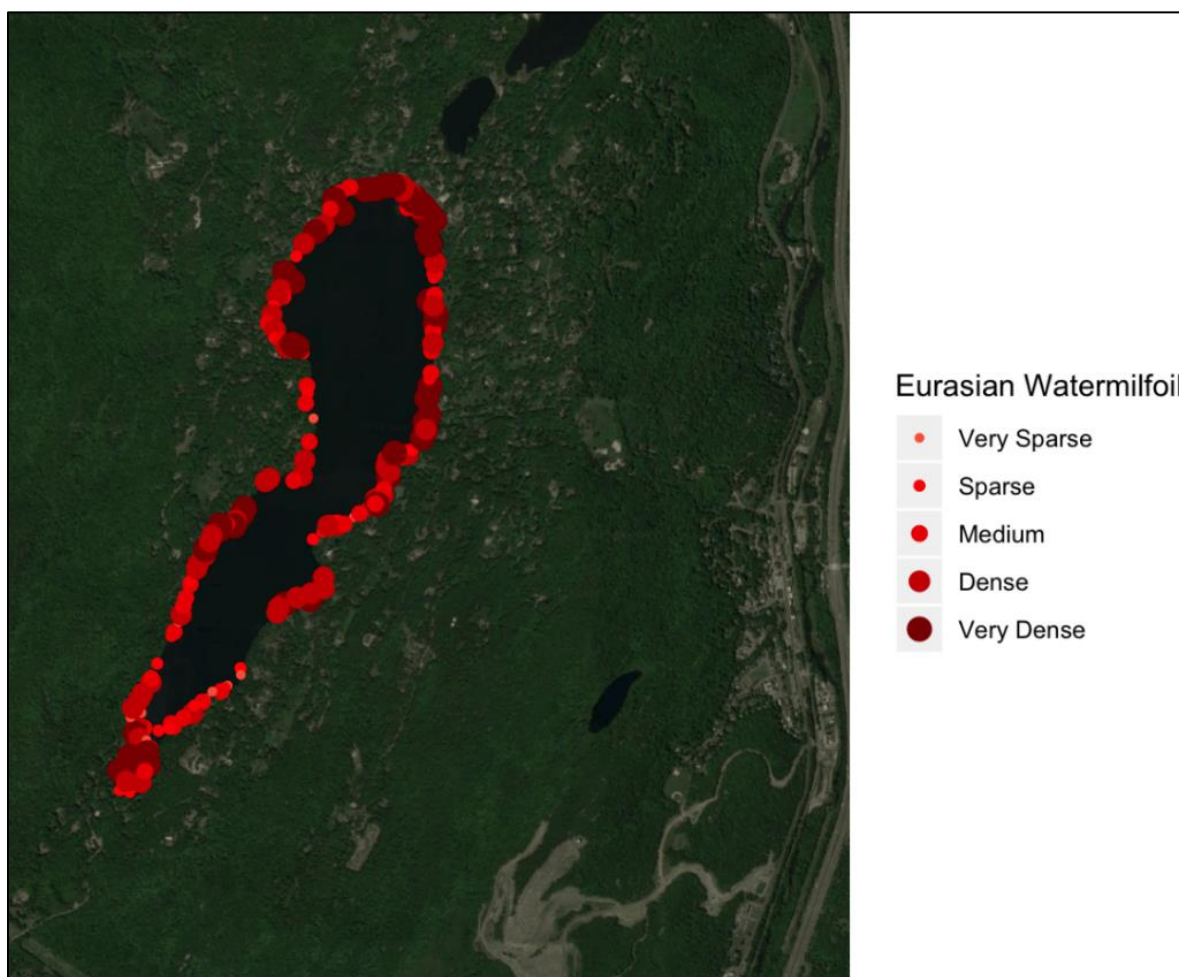 Eurasian Watermilfoil
Very Sparse
Sparse
Medium
Dense
Very Dense